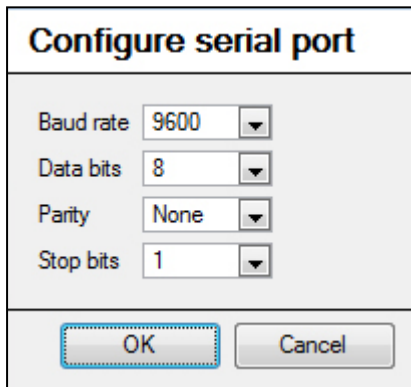 Configure serial port
Baud rate 9600
Data bits 8
Parity None
Stop bits 1
OK Cancel